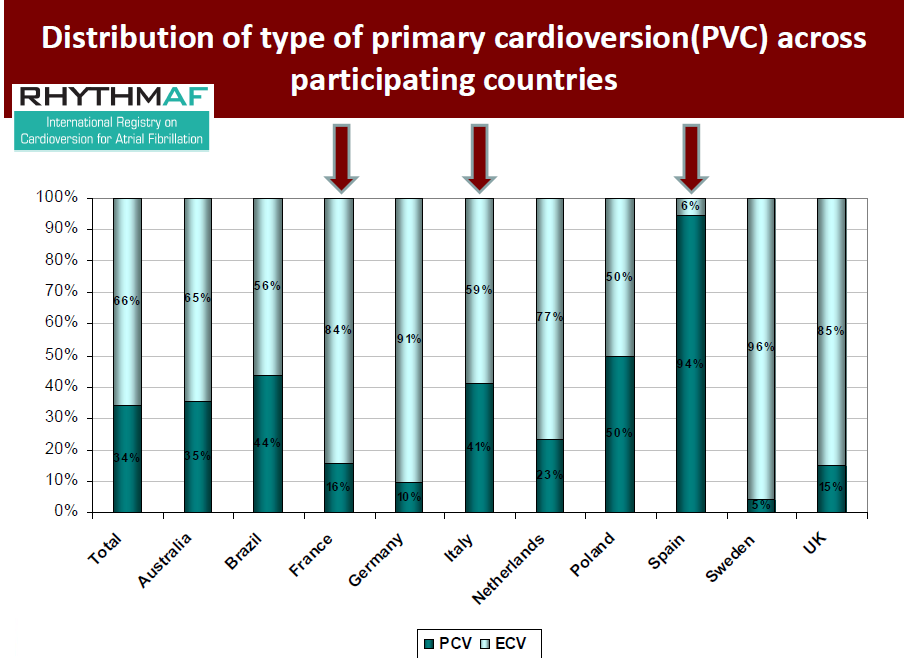 Distribution of type of primary cardioversion(PVC) across
participating countries
RHYTHMAF
International Registry on
Cardioversion for Atrial Fibrillation
100%
90%
80%
70%
60%
50%
40%
30%
20%
10%
0%
66%
65%
56%
84%
91%
59%
77%
50%
6%
96%
85%
34%
35%
44%
16%
10%
41%
23%
50%
94%
5%
15%
Total
Australia
Brazil
France
Germany
Italy
Netherlands
Poland
Spain
Sweden
UK
PCV ECV